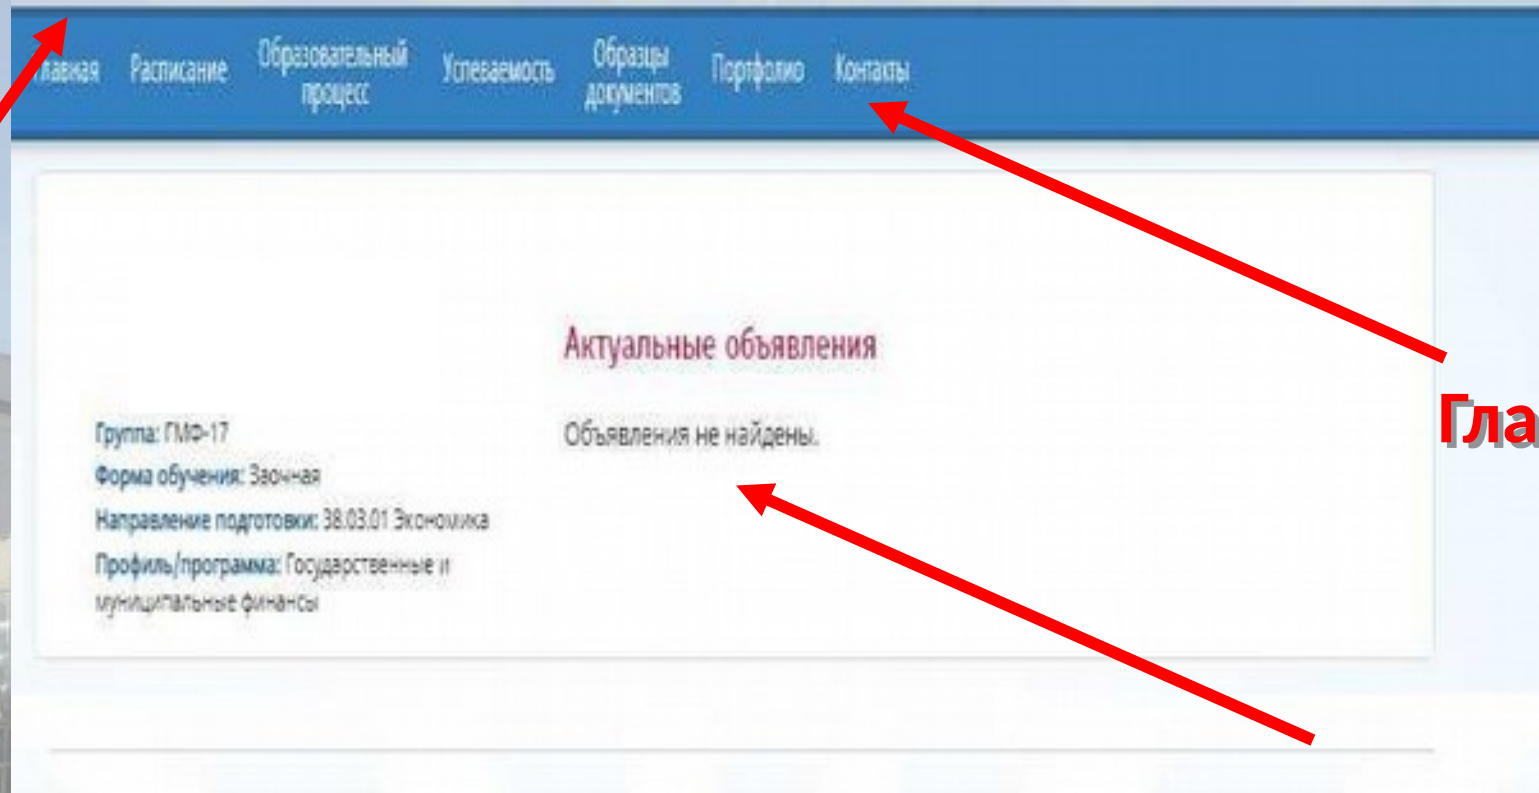 Главная Расписание Образовательный процесс Успеваемость Образцы документов Портфолио Контакты
Актуальные объявления
Группа: ГМФ-17
Объявления не найдены.
Форма обучения: Заочная
Направление подготовки: 38.03.01 Экономика
Профиль/программа: Государственные и
муниципальные финансы
Гла